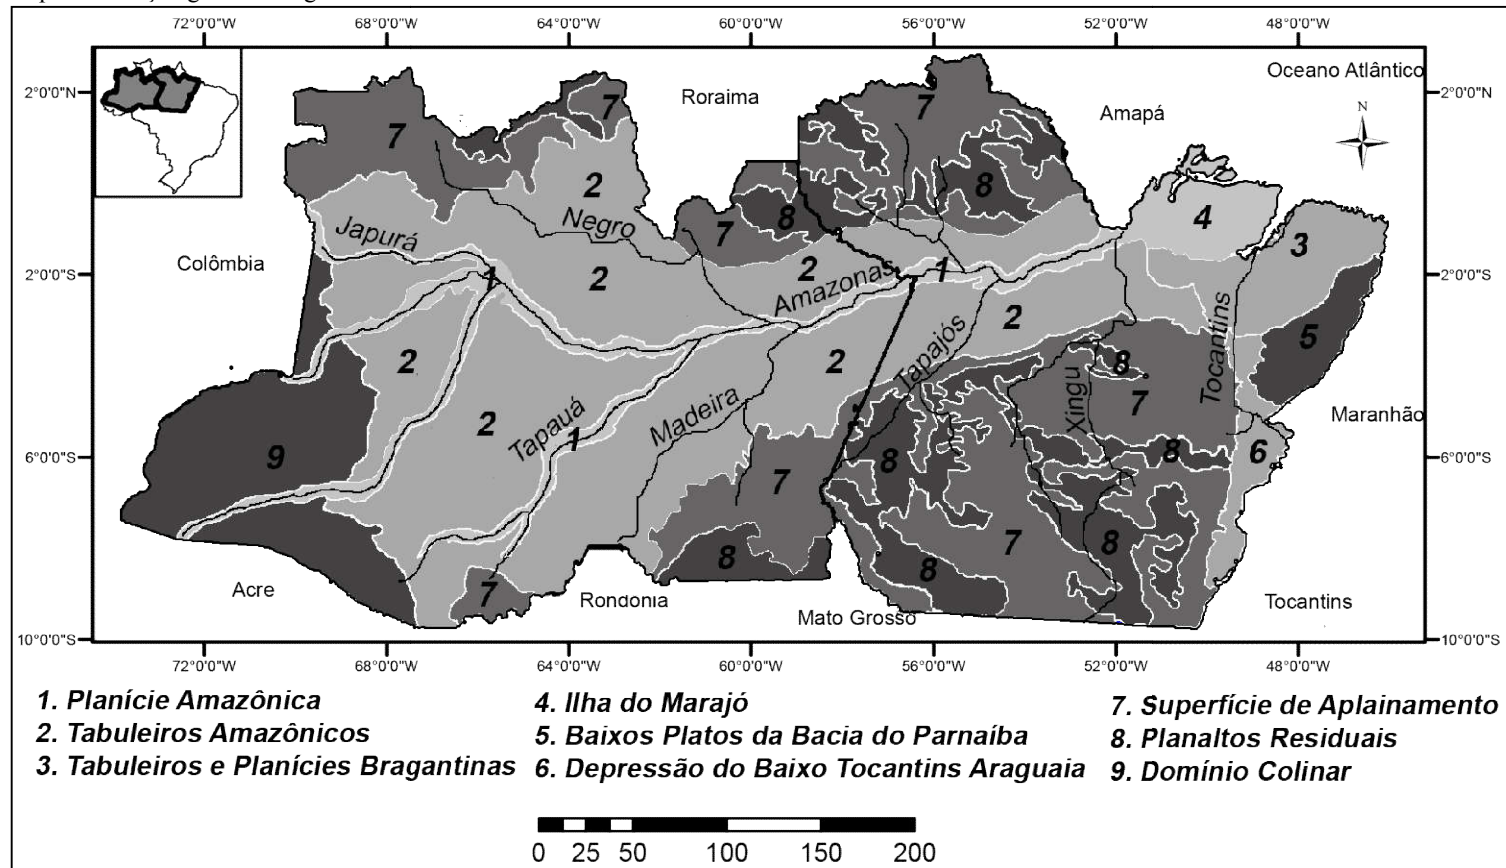 72°0'0"W 68°0'0"W 64°0'0"W 60°0'0"W 56°0'0"W 52°0'0"W 48°0'0"W
Oceano Atlântico
2°0'0"N 2°0'0"N
Roraima
Amapá
N
7 7 7
8
2
4
Japurá
Negro
7 8
3
Colômbia
2°0'0"S 2°0'0"S
1 2 2 1
Amazonas
2
Tapajós
Tocantins
5
2 2 8
Xingu
7
Madeira
Maranhão
2
Tapauá
1
6°0'0"S 6°0'0"S
9
8 8 6
7
7 8
8 8
Acre
7
Rondonia
Mato Grosso
Tocantins
10°0'0"S 10°0'0"S
72°0'0"W 68°0'0"W 64°0'0"W 60°0'0"W 56°0'0"W 52°0'0"W 48°0'0"W
1. Planície Amazônica
2. Tabuleiros Amazônicos
3. Tabuleiros e Planícies Bragantinas
4. Ilha do Marajó
5. Baixos Platos da Bacia do Parnaíba
6. Depressão do Baixo Tocantins Araguaia
7. Superfície de Aplainamento
8. Planaltos Residuais
9. Domínio Colinar
0 25 50 100 150 200